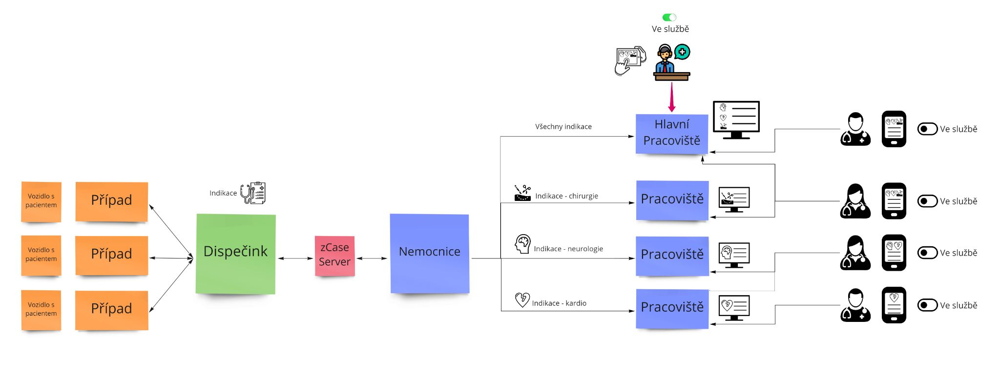 Ve službě
Hlavní
Pracoviště
Všechny indikace
Ve službě
Vozidlo s
pacientem
Případ
Indikace
Indikace - chirurgie
Pracoviště
Ve službě
Vozidlo s
pacientem
Případ
Dispečink
zCase
Server
Nemocnice
Indikace - neurologie
Pracoviště
Ve službě
Vozidlo s
pacientem
Případ
Indikace - kardio
Pracoviště
Ve službě